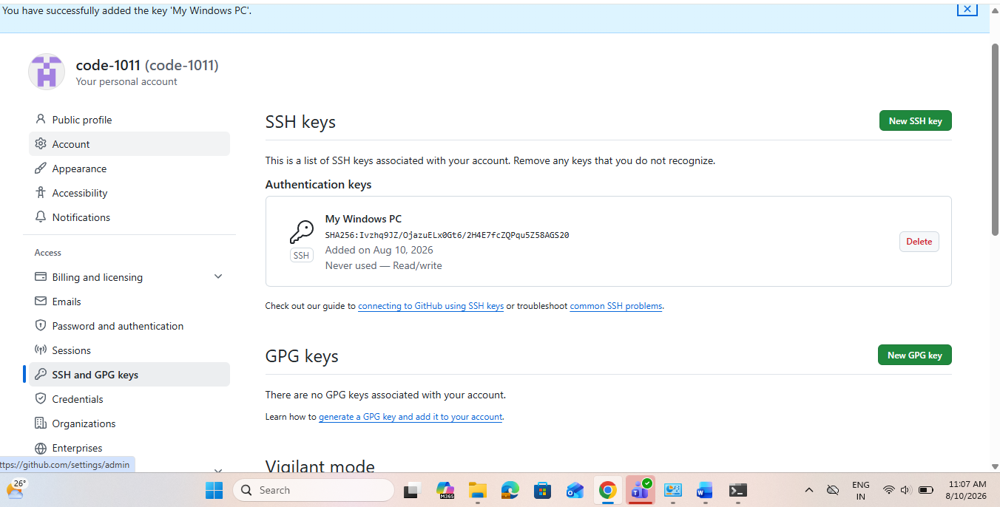 You have successfully added the key 'My Windows PC'.
code-1011 (code-1011)
Your personal account
Public profile
Account
Appearance
Accessibility
Notifications
Access
Billing and licensing
Emails
Password and authentication
Sessions
SSH and GPG keys
Credentials
Organizations
Enterprises
ttps://github.com/settings/admin
SSH keys
New SSH key
This is a list of SSH keys associated with your account. Remove any keys that you do not recognize.
Authentication keys
My Windows PC
SHA256:Ivzhq9JZ/OjazuELx0Gt6/2H4E7fcZQPqu5Z58AGS20
SSH
Added on Aug 10, 2026
Never used — Read/write
Delete
Check out our guide to connecting to GitHub using SSH keys or troubleshoot common SSH problems.
GPG keys
New GPG key
There are no GPG keys associated with your account.
Learn how to generate a GPG key and add it to your account.
Vigilant mode
26°
Search
M365
ENG
IN
11:07 AM
8/10/2026